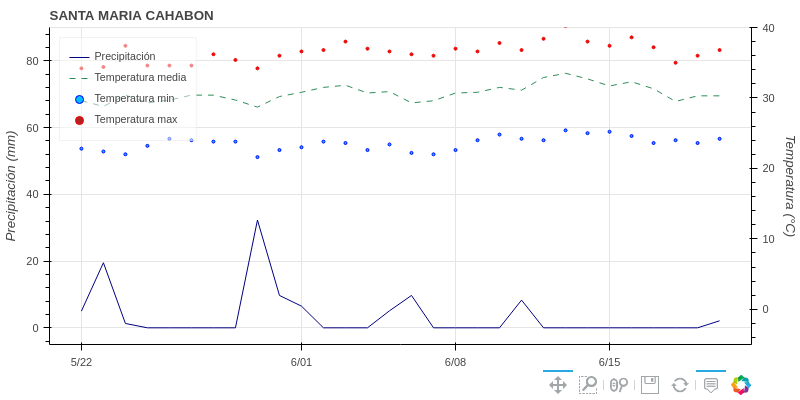 SANTA MARIA CAHABON
Precipitación
Temperatura media
Temperatura min
Temperatura max
Precipitación (mm)
80
60
40
20
0
40
30
20
10
0
Temperatura (°C)
5/22
6/01
6/08
6/15